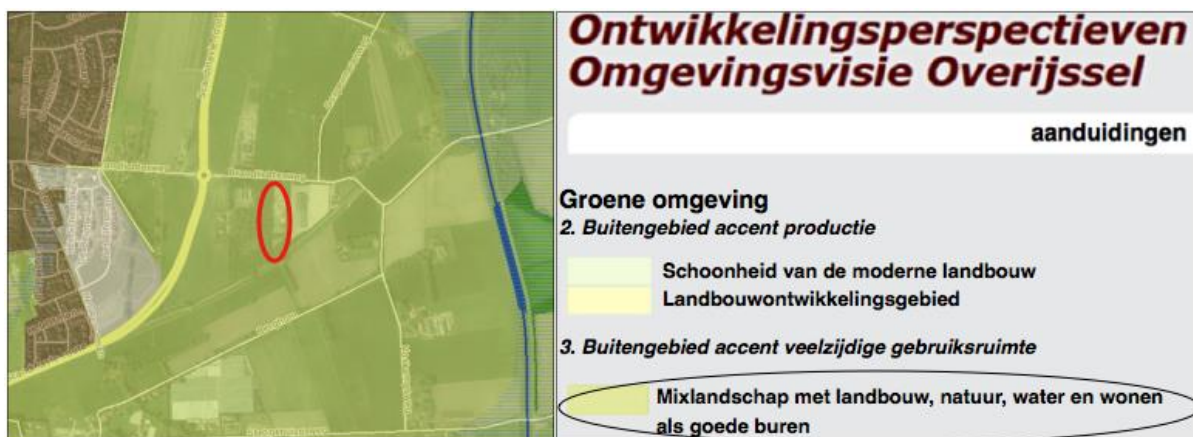 Ontwikkelingsperspectieven
Omgevingsvisie Overijssel
aanduidingen
Groene omgeving
2. Buitengebied accent productie
Schoonheid van de moderne landbouw
Landbouwontwikkelingsgebied
3. Buitengebied accent veelzijdige gebruiksruimte
Mixlandschap met landbouw, natuur, water en wonen
als goede buren